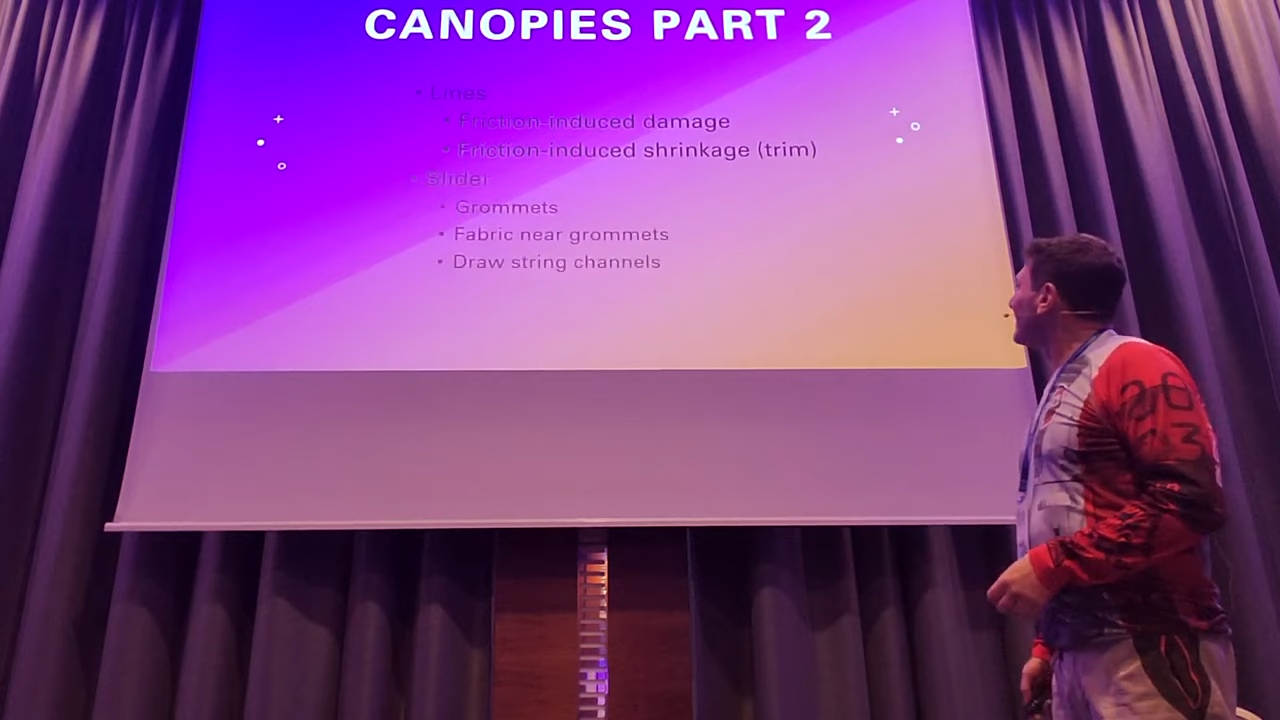 CANOPIES PART 2
• Lines
• Friction-induced damage
• Friction-induced shrinkage (trim)
• Slider
• Grommets
• Fabric near grommets
• Draw string channels